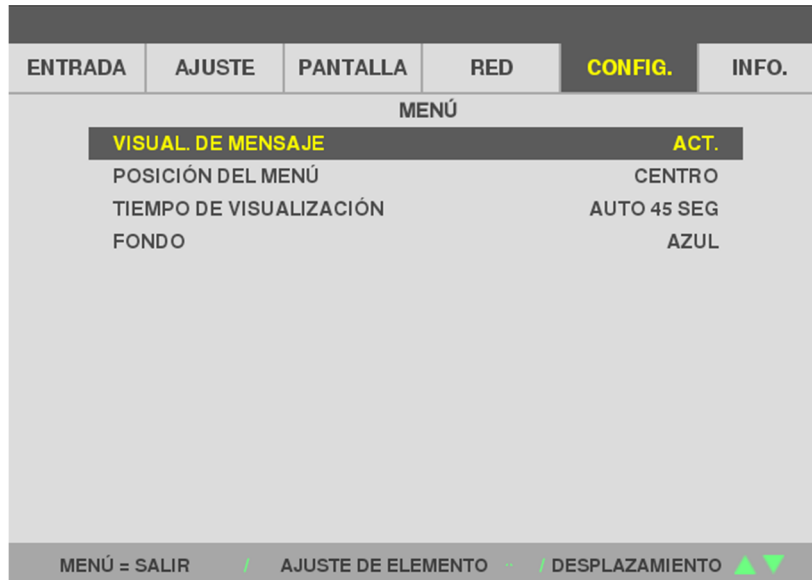 ENTRADA AJUSTE PANTALLA RED CONFIG. INFO.
MENÚ
VISUAL. DE MENSAJE ACT.
POSICIÓN DEL MENÚ CENTRO
TIEMPO DE VISUALIZACIÓN AUTO 45 SEG
FONDO AZUL
MENÚ = SALIR / AJUSTE DE ELEMENTO ·· / DESPLAZAMIENTO ▲▼